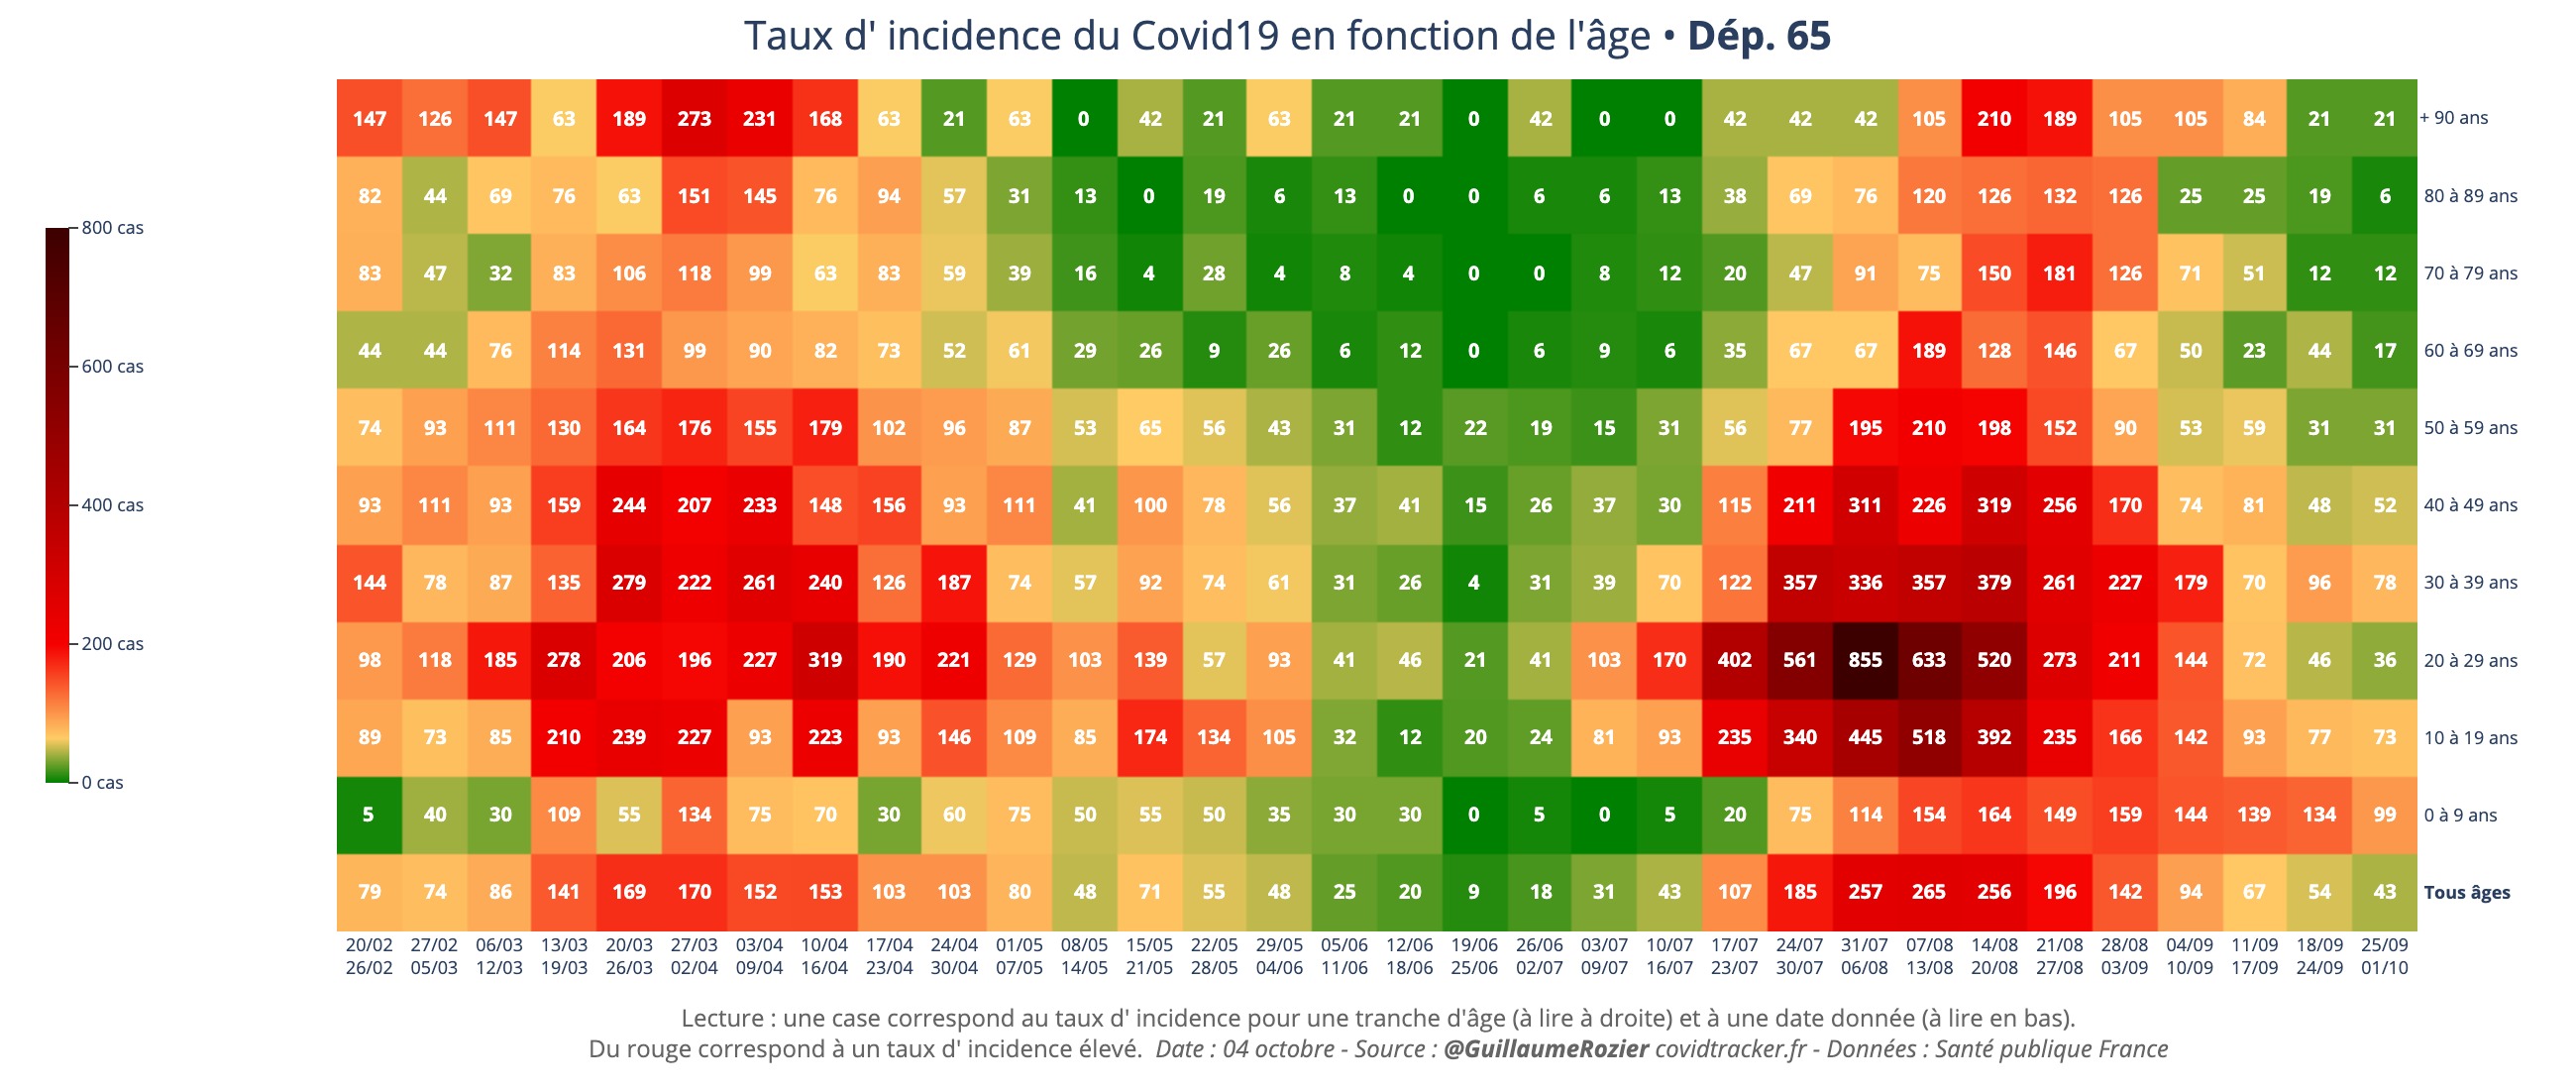 Taux d' incidence du Covid19 en fonction de l'âge • Dép. 65
800 cas
600 cas
400 cas
200 cas
0 cas
147 126 147 63 189 273 231 168 63 21 63 0 42 21 63 21 21 0 42 0 0 42 42 42 105 210 189 105 105 84 21 21 + 90 ans
82 44 69 76 63 151 145 76 94 57 31 13 0 19 6 13 0 0 6 6 13 38 69 76 120 126 132 126 25 25 19 6 80 à 89 ans
83 47 32 83 106 118 99 63 83 59 39 16 4 28 4 8 4 0 0 8 12 20 47 91 75 150 181 126 71 51 12 12 70 à 79 ans
44 44 76 114 131 99 90 82 73 52 61 29 26 9 26 6 12 0 6 9 6 35 67 67 189 128 146 67 50 23 44 17 60 à 69 ans
74 93 111 130 164 176 155 179 102 96 87 53 65 56 43 31 12 22 19 15 31 56 77 195 210 198 152 90 53 59 31 31 50 à 59 ans
93 111 93 159 244 207 233 148 156 93 111 41 100 78 56 37 41 15 26 37 30 115 211 311 226 319 256 170 74 81 48 52 40 à 49 ans
144 78 87 135 279 222 261 240 126 187 74 57 92 74 61 31 26 4 31 39 70 122 357 336 357 379 261 227 179 70 96 78 30 à 39 ans
98 118 185 278 206 196 227 319 190 221 129 103 139 57 93 41 46 21 41 103 170 402 561 855 633 520 273 211 144 72 46 36 20 à 29 ans
89 73 85 210 239 227 93 223 93 146 109 85 174 134 105 32 12 20 24 81 93 235 340 445 518 392 235 166 142 93 77 73 10 à 19 ans
5 40 30 109 55 134 75 70 30 60 75 50 55 50 35 30 30 0 5 0 5 20 75 114 154 164 149 159 144 139 134 99 0 à 9 ans
79 74 86 141 169 170 152 153 103 103 80 48 71 55 48 25 20 9 18 31 43 107 185 257 265 256 196 142 94 67 54 43 Tous âges
20/02 27/02 06/03 13/03 20/03 27/03 03/04 10/04 17/04 24/04 01/05 08/05 15/05 22/05 29/05 05/06 12/06 19/06 26/06 03/07 10/07 17/07 24/07 31/07 07/08 14/08 21/08 28/08 04/09 11/09 18/09 25/09
26/02 05/03 12/03 19/03 26/03 02/04 09/04 16/04 23/04 30/04 07/05 14/05 21/05 28/05 04/06 11/06 18/06 25/06 02/07 09/07 16/07 23/07 30/07 06/08 13/08 20/08 27/08 03/09 10/09 17/09 24/09 01/10
Lecture : une case correspond au taux d' incidence pour une tranche d'âge (à lire à droite) et à une date donnée (à lire en bas).
Du rouge correspond à un taux d' incidence élevé. Date : 04 octobre - Source : @GuillaumeRozier covidtracker.fr - Données : Santé publique France